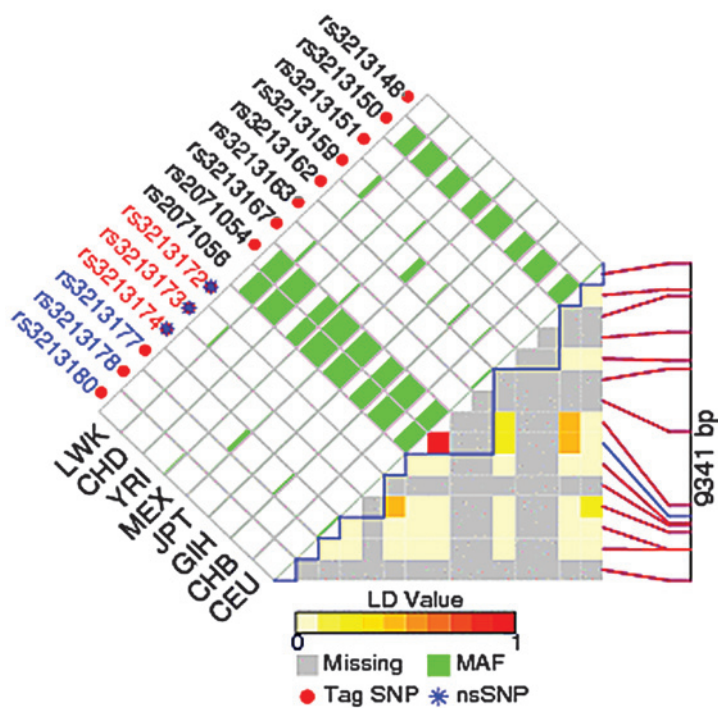 rs3213148
rs3213150
rs3213151
rs3213159
rs3213162
rs3213163
rs3213167
rs2071054
rs2071056
rs3213172
rs3213173
rs3213174
rs3213177
rs3213178
rs3213180
LWK
CHD
YRI
MEX
JPT
GIH
CHB
CEU
9341 bp
LD Value
0 1
Missing MAF
Tag SNP nsSNP